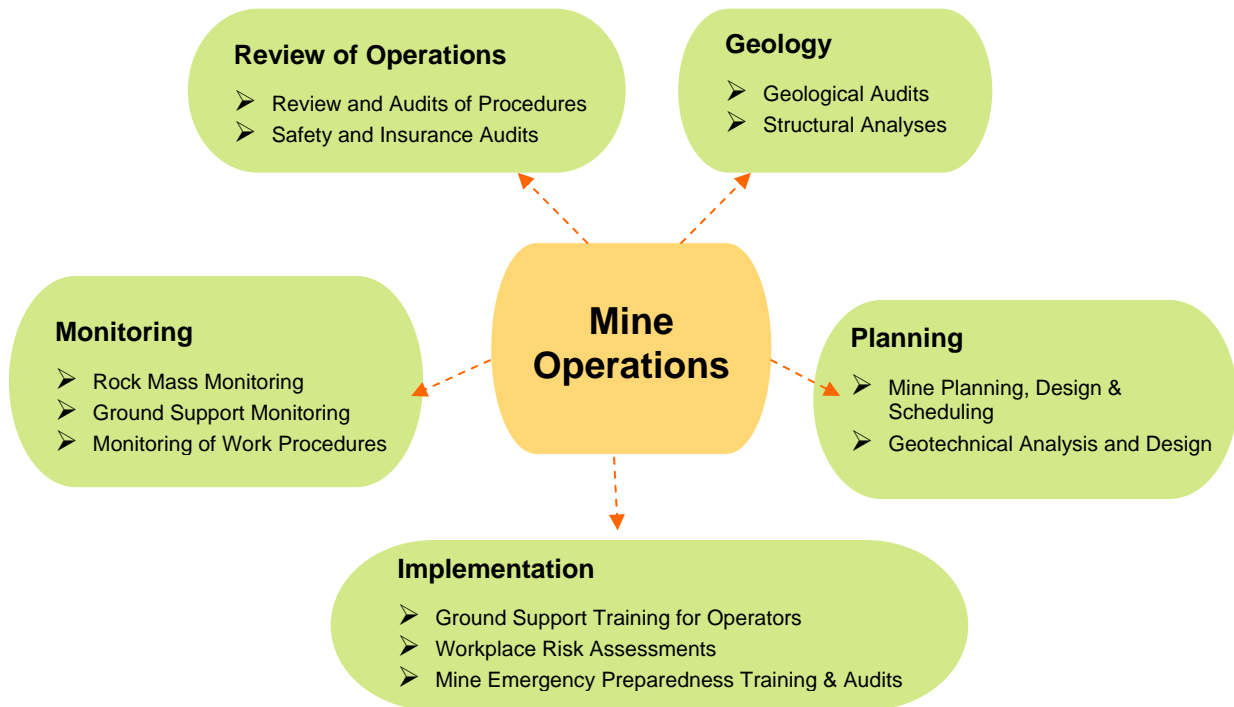 Review of Operations
➢ Review and Audits of Procedures
➢ Safety and Insurance Audits
Geology
➢ Geological Audits
➢ Structural Analyses
Mine
Operations
Monitoring
➢ Rock Mass Monitoring
➢ Ground Support Monitoring
➢ Monitoring of Work Procedures
Planning
➢ Mine Planning, Design &
Scheduling
➢ Geotechnical Analysis and Design
Implementation
➢ Ground Support Training for Operators
➢ Workplace Risk Assessments
➢ Mine Emergency Preparedness Training & Audits